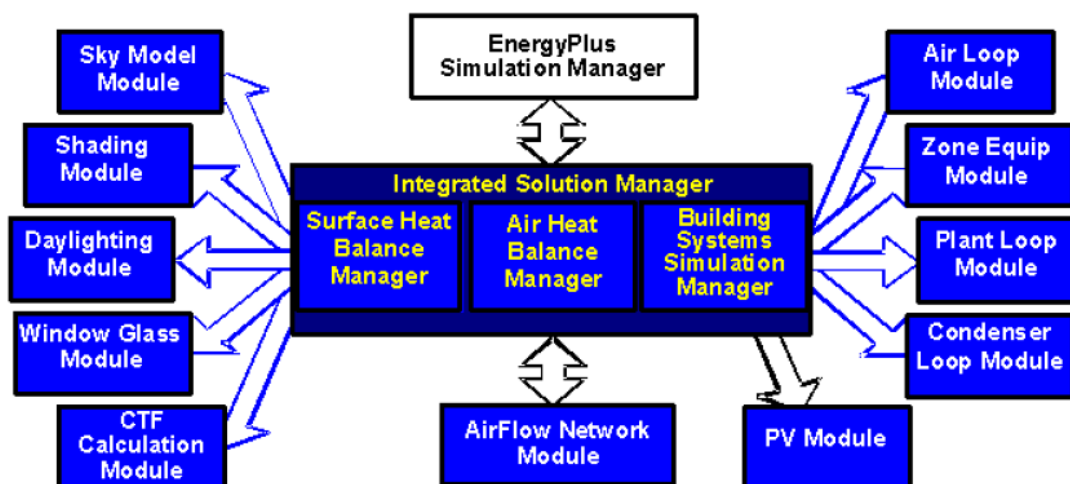 EnergyPlus
Simulation Manager
Sky Model
Module
Shading
Module
Daylighting
Module
Window Glass
Module
CTF
Calculation
Module
Integrated Solution Manager
Surface Heat
Balance
Manager
Air Heat
Balance
Manager
Building
Systems
Simulation
Manager
AirFlow Network
Module
PV Module
Air Loop
Module
Zone Equip
Module
Plant Loop
Module
Condenser
Loop Module